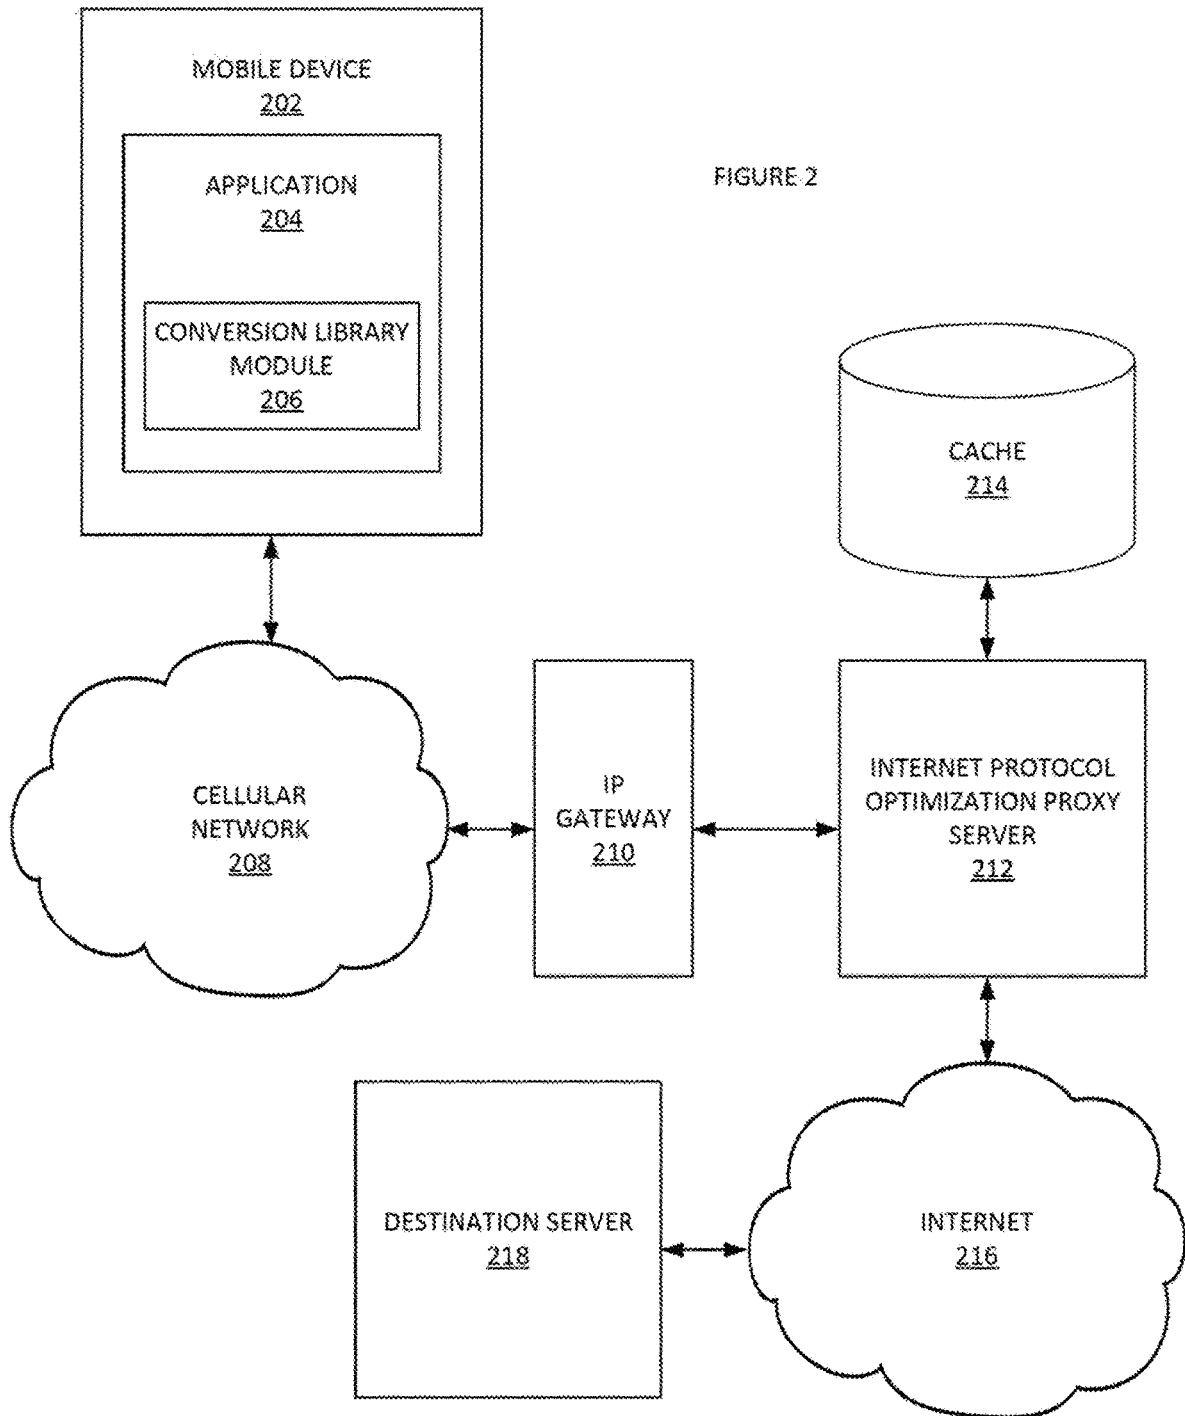 MOBILE DEVICE
202
APPLICATION
204
FIGURE 2
CONVERSION LIBRARY
MODULE
206
CACHE
214
CELLULAR
NETWORK
208
IP
GATEWAY
210
INTERNET PROTOCOL
OPTIMIZATION PROXY
SERVER
212
DESTINATION SERVER
218
INTERNET
216